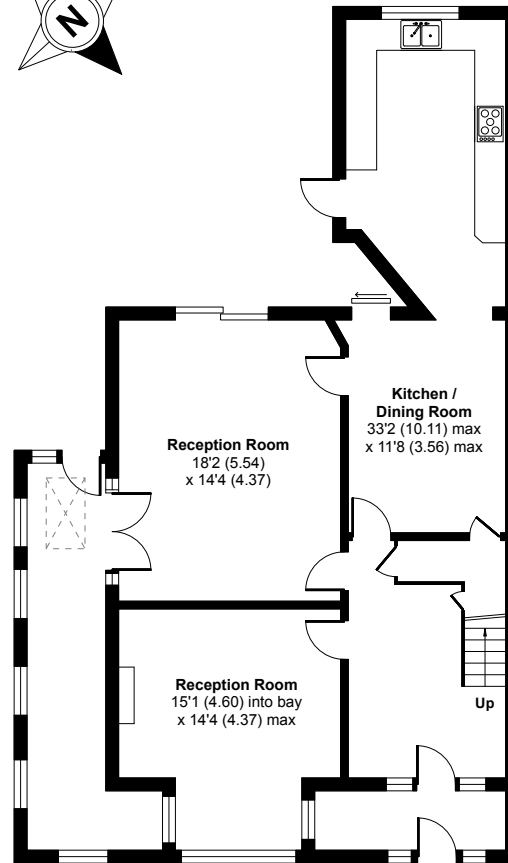 N
Kitchen /
Dining Room
33'2 (10.11) max
x 11'8 (3.56) max
Reception Room
18'2 (5.54)
x 14'4 (4.37)
Reception Room
15'1 (4.60) into bay
x 14'4 (4.37) max
Up